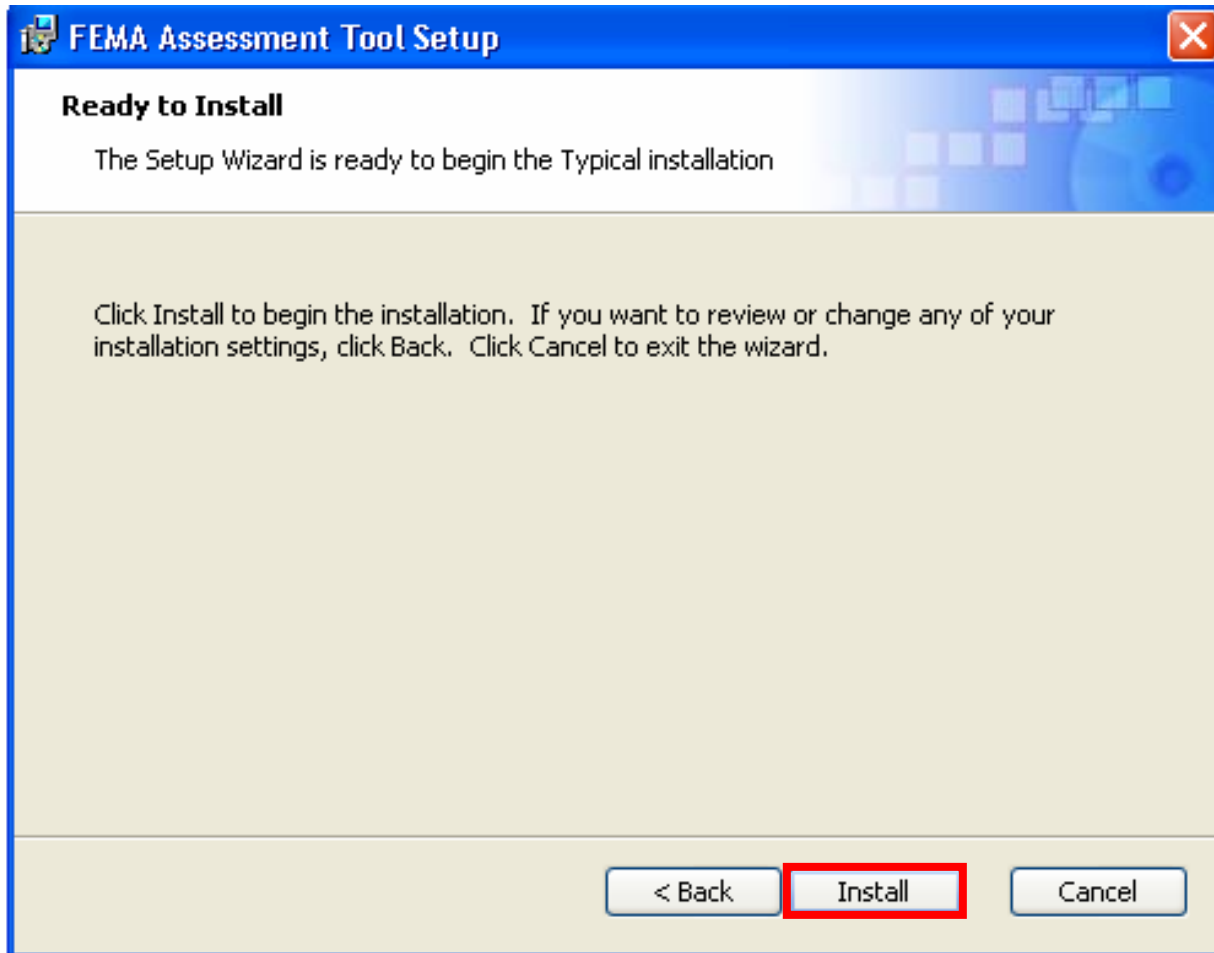 FEMA Assessment Tool Setup
Ready to Install
The Setup Wizard is ready to begin the Typical installation
Click Install to begin the installation.  If you want to review or change any of your
installation settings, click Back.  Click Cancel to exit the wizard.
< Back Install Cancel